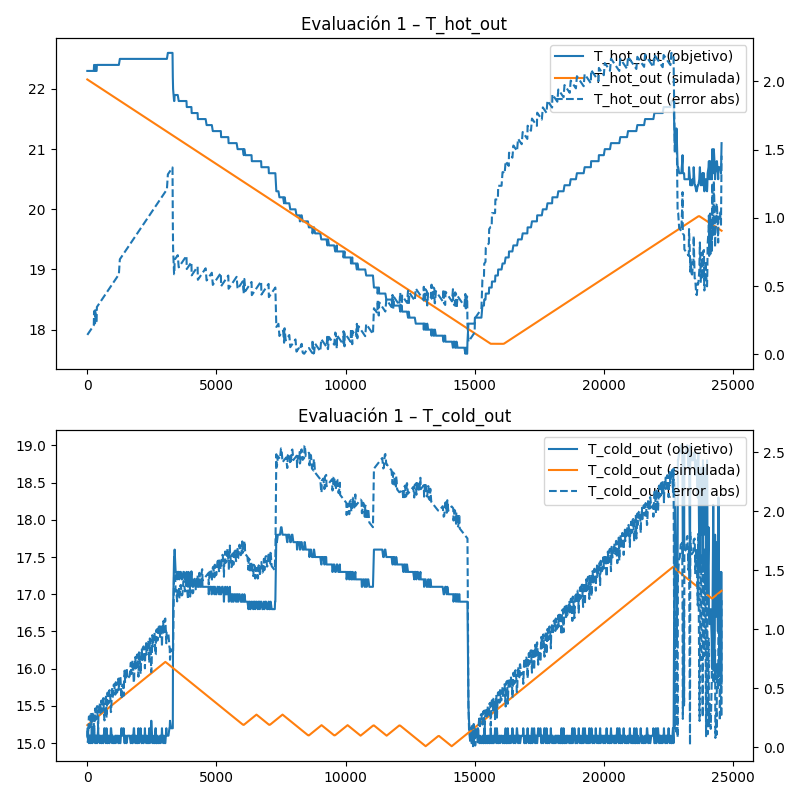 Evaluación 1 – T_hot_out
T_hot_out (objetivo)
T_hot_out (simulada)
T_hot_out (error abs)
22
21
20
19
18
2.0
1.5
1.0
0.5
0.0
0 5000 10000 15000 20000 25000
Evaluación 1 – T_cold_out
T_cold_out (objetivo)
T_cold_out (simulada)
T_cold_out (error abs)
19.0
18.5
18.0
17.5
17.0
16.5
16.0
15.5
15.0
2.5
2.0
1.5
1.0
0.5
0.0
0 5000 10000 15000 20000 25000